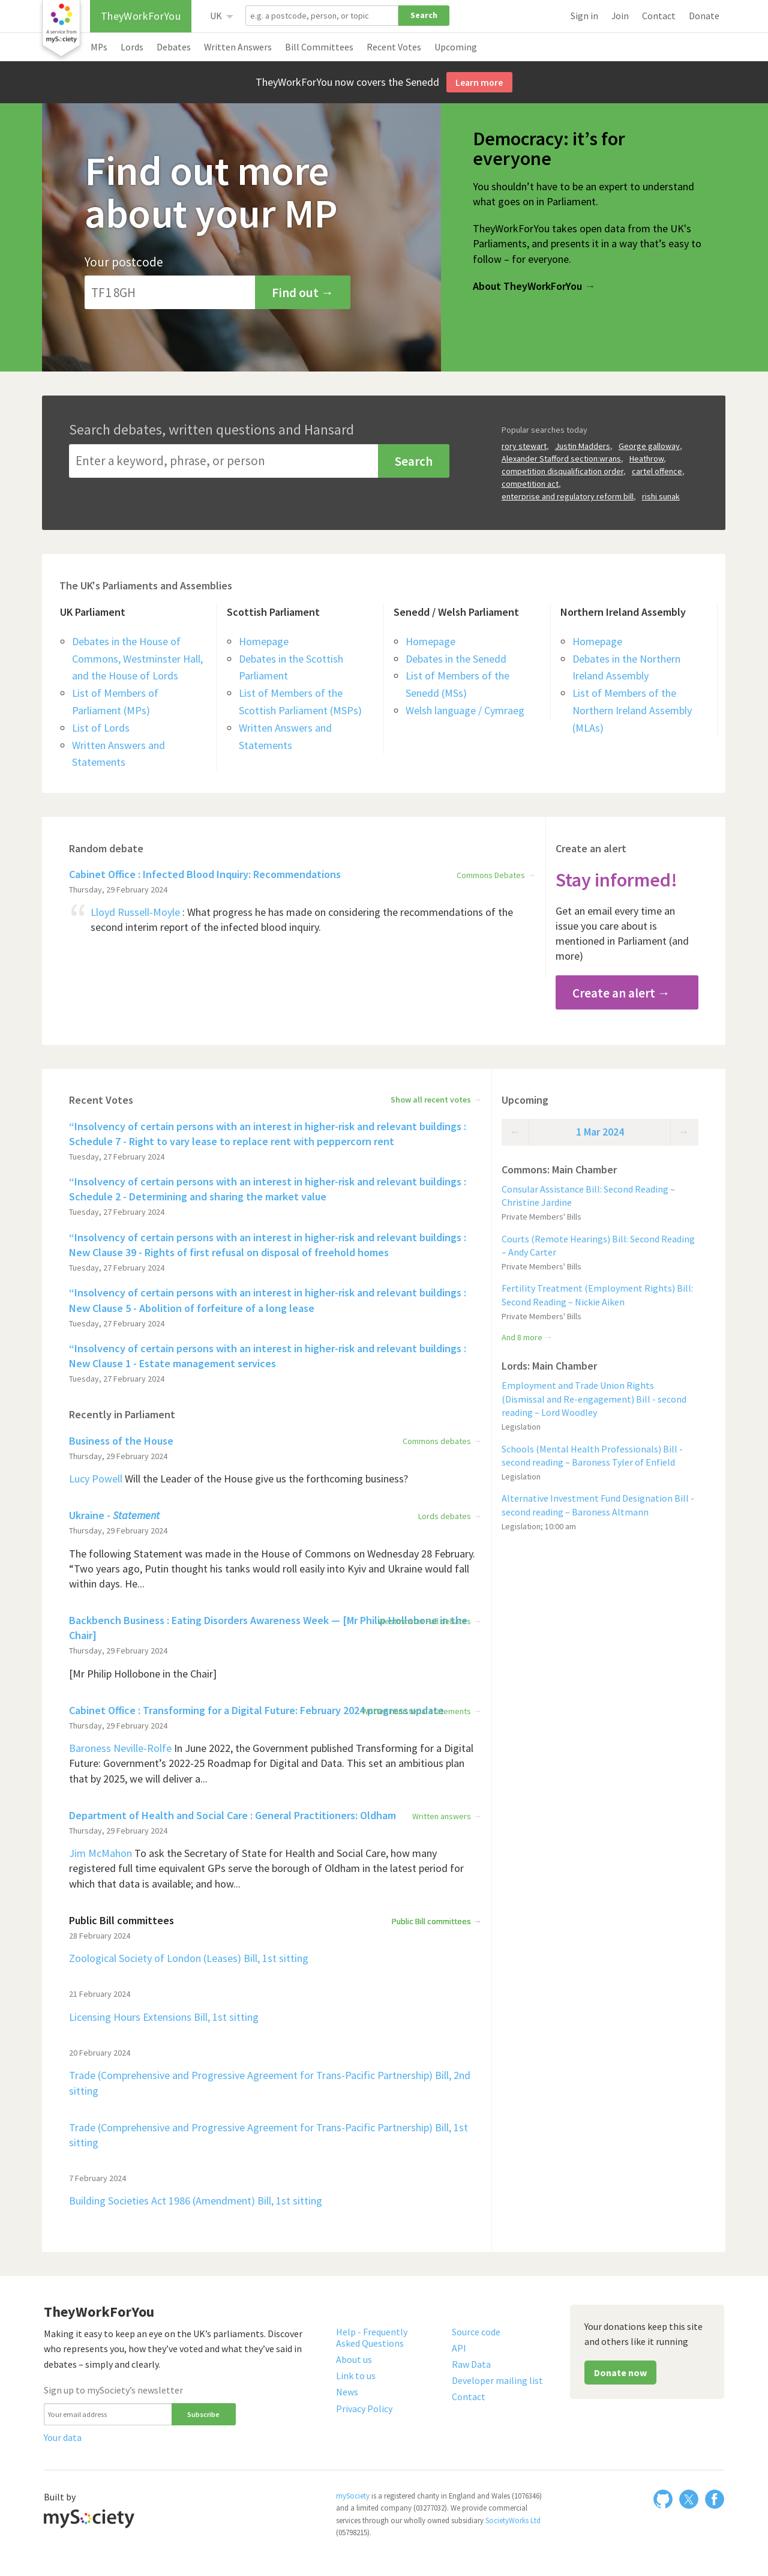 A service from
mySociety
TheyWorkForYou
UK
e.g. a postcode, person, or topic
Search
Sign in
Join
Contact
Donate
MPs
Lords
Debates
Written Answers
Bill Committees
Recent Votes
Upcoming
TheyWorkForYou now covers the Senedd
Learn more
Find out more
about your MP
Your postcode
TF1 8GH
Find out →
Democracy: it’s for
everyone
You shouldn’t have to be an expert to understand
what goes on in Parliament.
TheyWorkForYou takes open data from the UK's
Parliaments, and presents it in a way that’s easy to
follow – for everyone.
About TheyWorkForYou →
Search debates, written questions and Hansard
Enter a keyword, phrase, or person
Search
Popular searches today
rory stewart, Justin Madders, George galloway,
Alexander Stafford section:wrans, Heathrow,
competition disqualification order, cartel offence,
competition act,
enterprise and regulatory reform bill, rishi sunak
The UK's Parliaments and Assemblies
UK Parliament
Debates in the House of
Commons, Westminster Hall,
and the House of Lords
List of Members of
Parliament (MPs)
List of Lords
Written Answers and
Statements
Scottish Parliament
Homepage
Debates in the Scottish
Parliament
List of Members of the
Scottish Parliament (MSPs)
Written Answers and
Statements
Senedd / Welsh Parliament
Homepage
Debates in the Senedd
List of Members of the
Senedd (MSs)
Welsh language / Cymraeg
Northern Ireland Assembly
Homepage
Debates in the Northern
Ireland Assembly
List of Members of the
Northern Ireland Assembly
(MLAs)
Random debate
Cabinet Office : Infected Blood Inquiry: Recommendations
Commons Debates →
Thursday, 29 February 2024
“ Lloyd Russell-Moyle : What progress he has made on considering the recommendations of the
second interim report of the infected blood inquiry.
Create an alert
Stay informed!
Get an email every time an
issue you care about is
mentioned in Parliament (and
more)
Create an alert →
Recent Votes
Show all recent votes →
“Insolvency of certain persons with an interest in higher-risk and relevant buildings :
Schedule 7 - Right to vary lease to replace rent with peppercorn rent
Tuesday, 27 February 2024
“Insolvency of certain persons with an interest in higher-risk and relevant buildings :
Schedule 2 - Determining and sharing the market value
Tuesday, 27 February 2024
“Insolvency of certain persons with an interest in higher-risk and relevant buildings :
New Clause 39 - Rights of first refusal on disposal of freehold homes
Tuesday, 27 February 2024
“Insolvency of certain persons with an interest in higher-risk and relevant buildings :
New Clause 5 - Abolition of forfeiture of a long lease
Tuesday, 27 February 2024
“Insolvency of certain persons with an interest in higher-risk and relevant buildings :
New Clause 1 - Estate management services
Tuesday, 27 February 2024
Recently in Parliament
Business of the House
Commons debates →
Thursday, 29 February 2024
Lucy Powell Will the Leader of the House give us the forthcoming business?
Ukraine - Statement
Lords debates →
Thursday, 29 February 2024
The following Statement was made in the House of Commons on Wednesday 28 February.
“Two years ago, Putin thought his tanks would roll easily into Kyiv and Ukraine would fall
within days. He...
Backbench Business : Eating Disorders Awareness Week — [Mr Philip Hollobone in the
Chair]
Thursday, 29 February 2024
[Mr Philip Hollobone in the Chair]
Cabinet Office : Transforming for a Digital Future: February 2024 progress update
Thursday, 29 February 2024
Baroness Neville-Rolfe In June 2022, the Government published Transforming for a Digital
Future: Government’s 2022-25 Roadmap for Digital and Data. This set an ambitious plan
that by 2025, we will deliver a...
Department of Health and Social Care : General Practitioners: Oldham
Written answers →
Thursday, 29 February 2024
Jim McMahon To ask the Secretary of State for Health and Social Care, how many
registered full time equivalent GPs serve the borough of Oldham in the latest period for
which that data is available; and how...
Public Bill committees
Public Bill committees →
28 February 2024
Zoological Society of London (Leases) Bill, 1st sitting
21 February 2024
Licensing Hours Extensions Bill, 1st sitting
20 February 2024
Trade (Comprehensive and Progressive Agreement for Trans-Pacific Partnership) Bill, 2nd
sitting
Trade (Comprehensive and Progressive Agreement for Trans-Pacific Partnership) Bill, 1st
sitting
7 February 2024
Building Societies Act 1986 (Amendment) Bill, 1st sitting
Upcoming
← 1 Mar 2024 →
Commons: Main Chamber
Consular Assistance Bill: Second Reading –
Christine Jardine
Private Members' Bills
Courts (Remote Hearings) Bill: Second Reading
– Andy Carter
Private Members' Bills
Fertility Treatment (Employment Rights) Bill:
Second Reading – Nickie Aiken
Private Members' Bills
And 8 more →
Lords: Main Chamber
Employment and Trade Union Rights
(Dismissal and Re-engagement) Bill - second
reading – Lord Woodley
Legislation
Schools (Mental Health Professionals) Bill -
second reading – Baroness Tyler of Enfield
Legislation
Alternative Investment Fund Designation Bill -
second reading – Baroness Altmann
Legislation; 10:00 am
TheyWorkForYou
Making it easy to keep an eye on the UK’s parliaments. Discover
who represents you, how they’ve voted and what they’ve said in
debates – simply and clearly.
Sign up to mySociety’s newsletter
Your email address
Subscribe
Your data
Help - Frequently
Asked Questions
About us
Link to us
News
Privacy Policy
Source code
API
Raw Data
Developer mailing list
Contact
Your donations keep this site
and others like it running
Donate now
Built by
mySociety
mySociety is a registered charity in England and Wales (1076346)
and a limited company (03277032). We provide commercial
services through our wholly owned subsidiary SocietyWorks Ltd
(05798215).